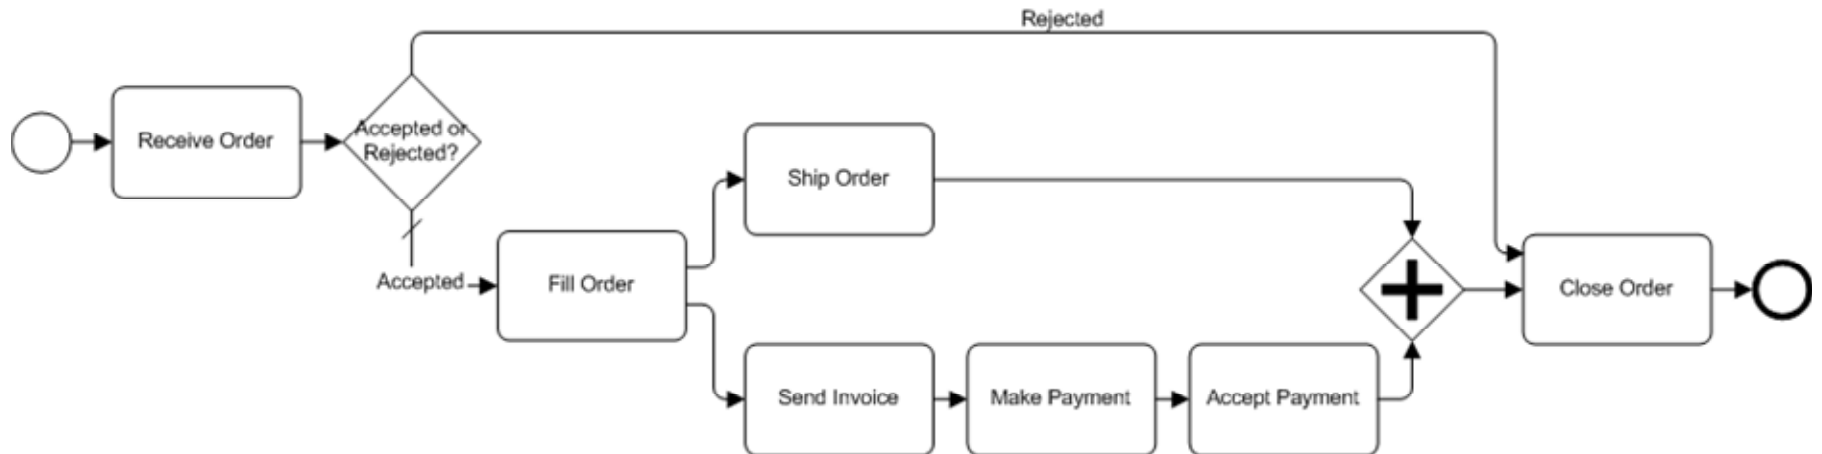 Rejected
Receive Order
Accepted or
Rejected?
Ship Order
Accepted
Fill Order
Close Order
Send Invoice
Make Payment
Accept Payment